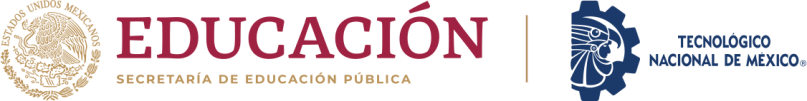 ESTADOS UNIDOS MEXICANOS
EDUCACIÓN
SECRETARÍA DE EDUCACIÓN PÚBLICA
TECNOLÓGICO
NACIONAL DE MÉXICO®